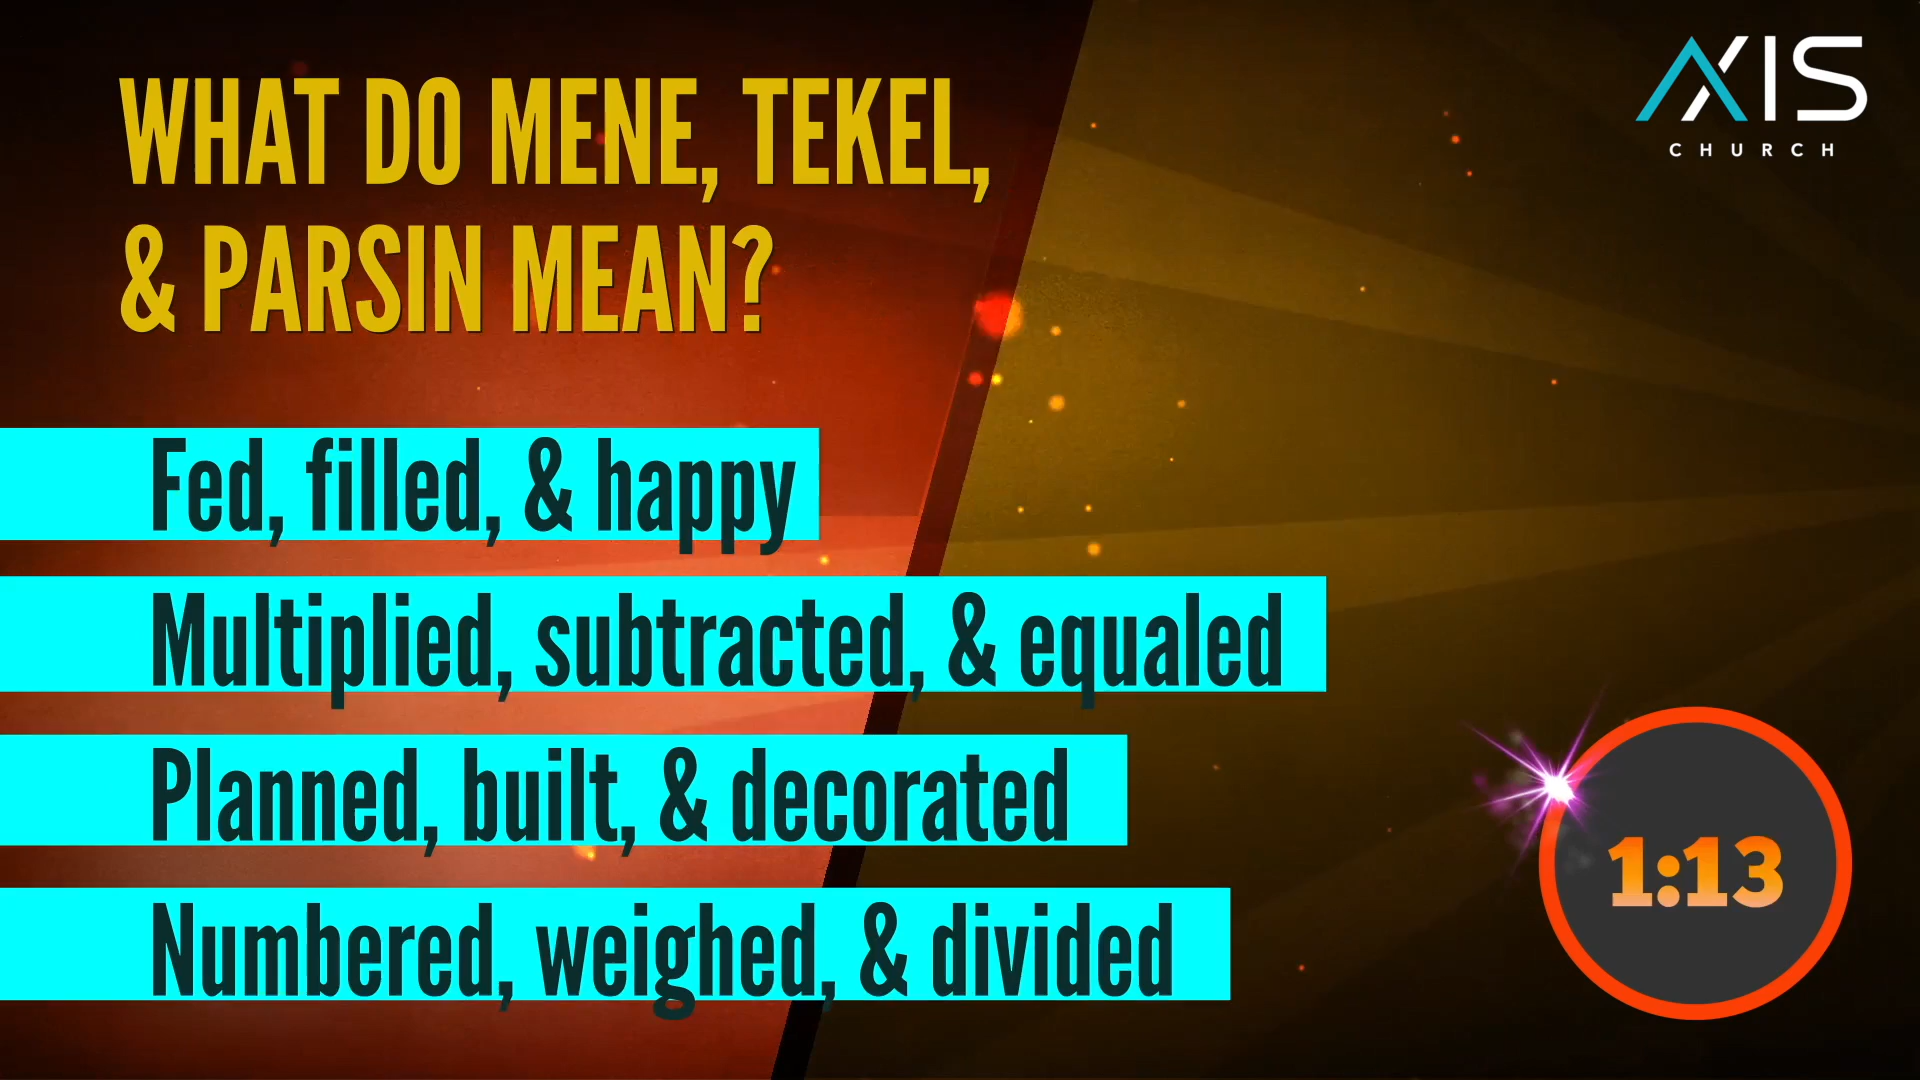 AXIS
CHURCH
WHAT DO MENE, TEKEL,
& PARSIN MEAN?
Fed, filled, & happy
Multiplied, subtracted, & equaled
Planned, built, & decorated
Numbered, weighed, & divided
1:13